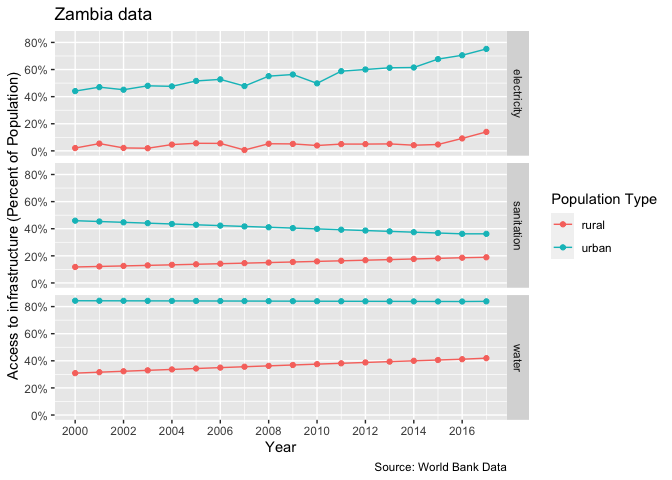 Zambia data
Access to infrastructure (Percent of Population)
80%
60%
40%
20%
0%
electricity
80%
60%
40%
20%
0%
sanitation
80%
60%
40%
20%
0%
water
2000 2002 2004 2006 2008 2010 2012 2014 2016
Year
Population Type
rural
urban
Source: World Bank Data